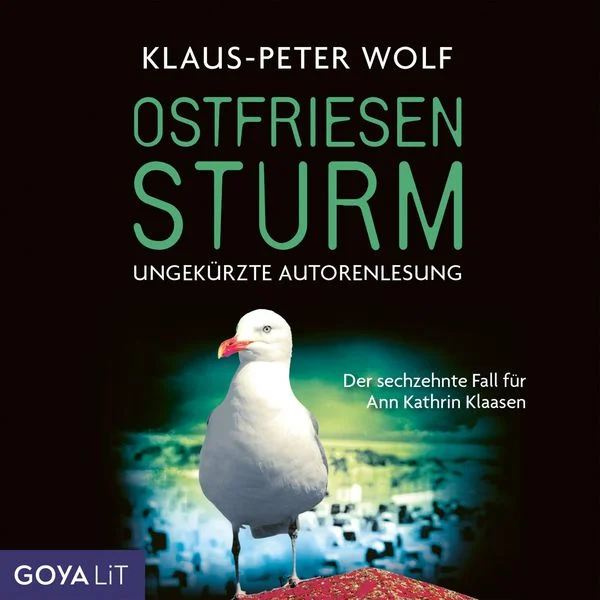 KLAUS-PETER WOLF
OSTFRIESEN
STURM
UNGEKÜRZTE AUTORENLESUNG
Der sechzehnte Fall für
Ann Kathrin Klaasen
GOYA LiT